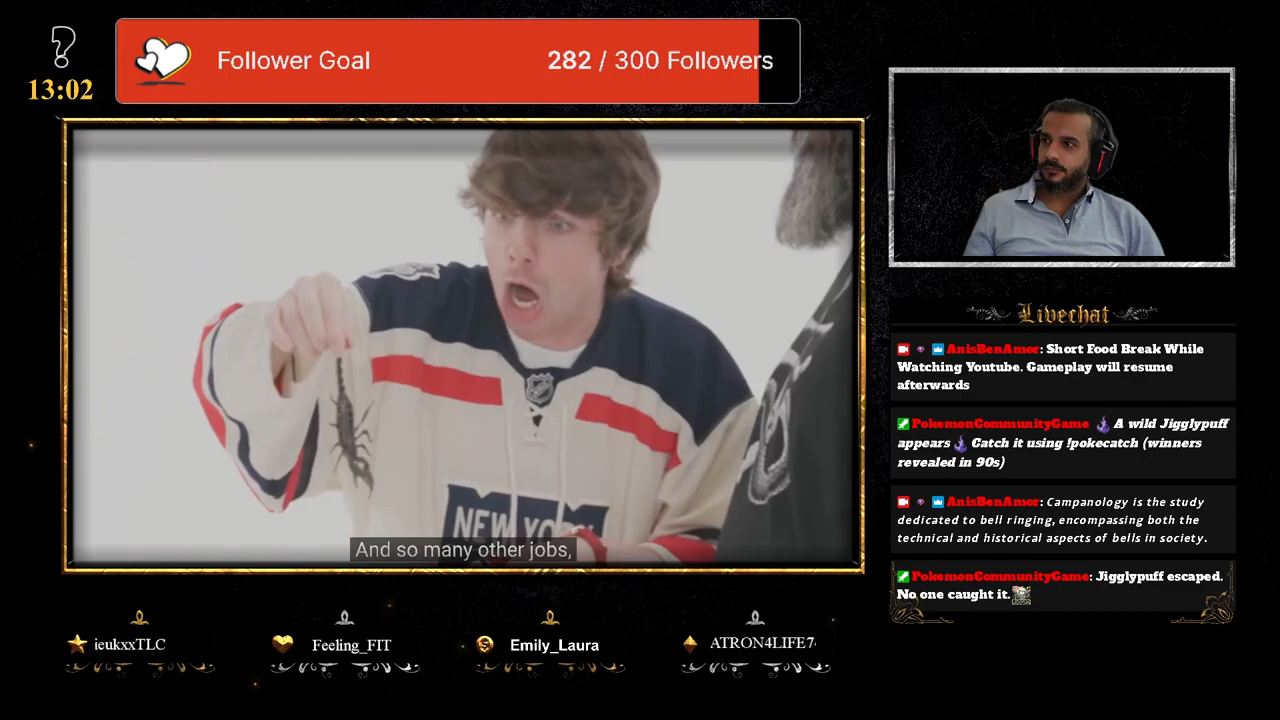 13:02
Follower Goal
282 / 300 Followers
NEW YO
And so many other jobs,
Livechat
AnisBenAmor: Short Food Break While
Watching Youtube. Gameplay will resume
afterwards
PokemonCommunityGame A wild Jigglypuff
appears Catch it using !pokecatch (winners
revealed in 90s)
AnisBenAmor: Campanology is the study
dedicated to bell ringing, encompassing both the
technical and historical aspects of bells in society.
PokemonCommunityGame: Jigglypuff escaped.
No one caught it.
ieukxxTLC
Feeling_FIT
Emily_Laura
ATRON4LIFE7